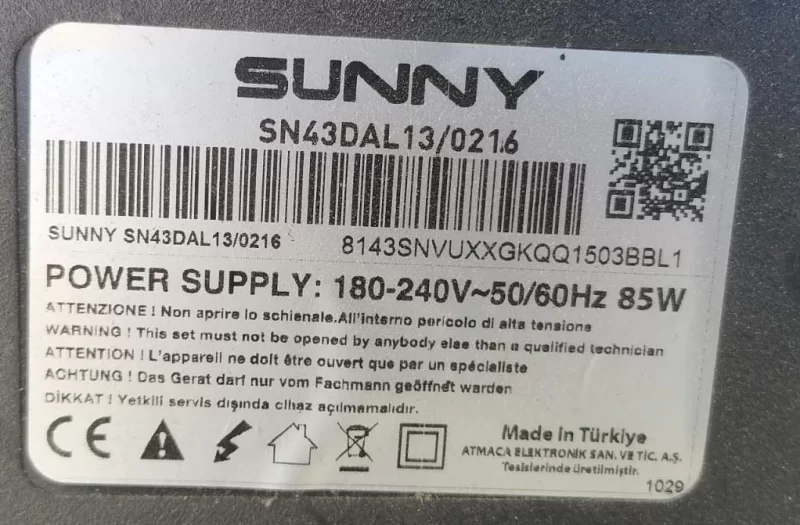 SUNNY
SN43DAL13/0216
SUNNY SN43DAL13/0216 8143SNVUXXGKQQ1503BBL1
POWER SUPPLY: 180-240V~50/60Hz 85W
ATTENZIONE ! Non aprire lo schienale.All'interno pericolo di alta tensione
WARNING ! This set must not be opened by anybody else than a qualified technician
ATTENTION ! L'appareil ne doit être ouvert que par un spécialiste
ACHTUNG ! Das Gerat darf nur vom Fachmann geöffnet warden
DİKKAT ! Yetkili servis dışında cihaz açılmamalıdır.
CE
Made in Türkiye
ATMACA ELEKTRONİK SAN. VE TİC. A.Ş.
Tesislerinde üretilmiştir.
1029